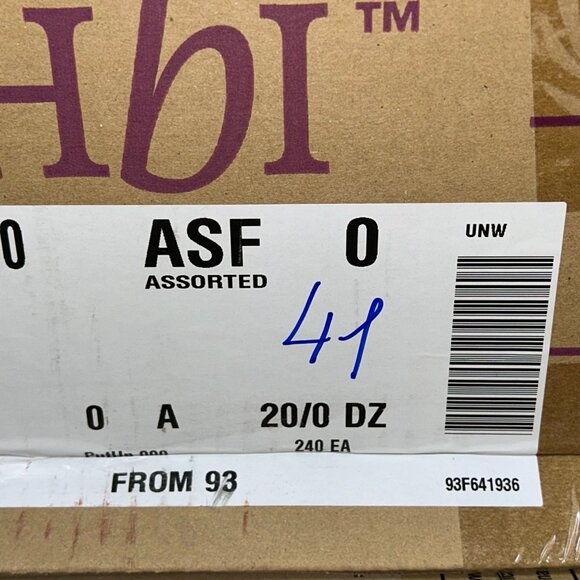 HbI™
0 ASF 0 UNW
ASSORTED
41
0 A 20/0 DZ
240 EA
FROM 93 93F641936